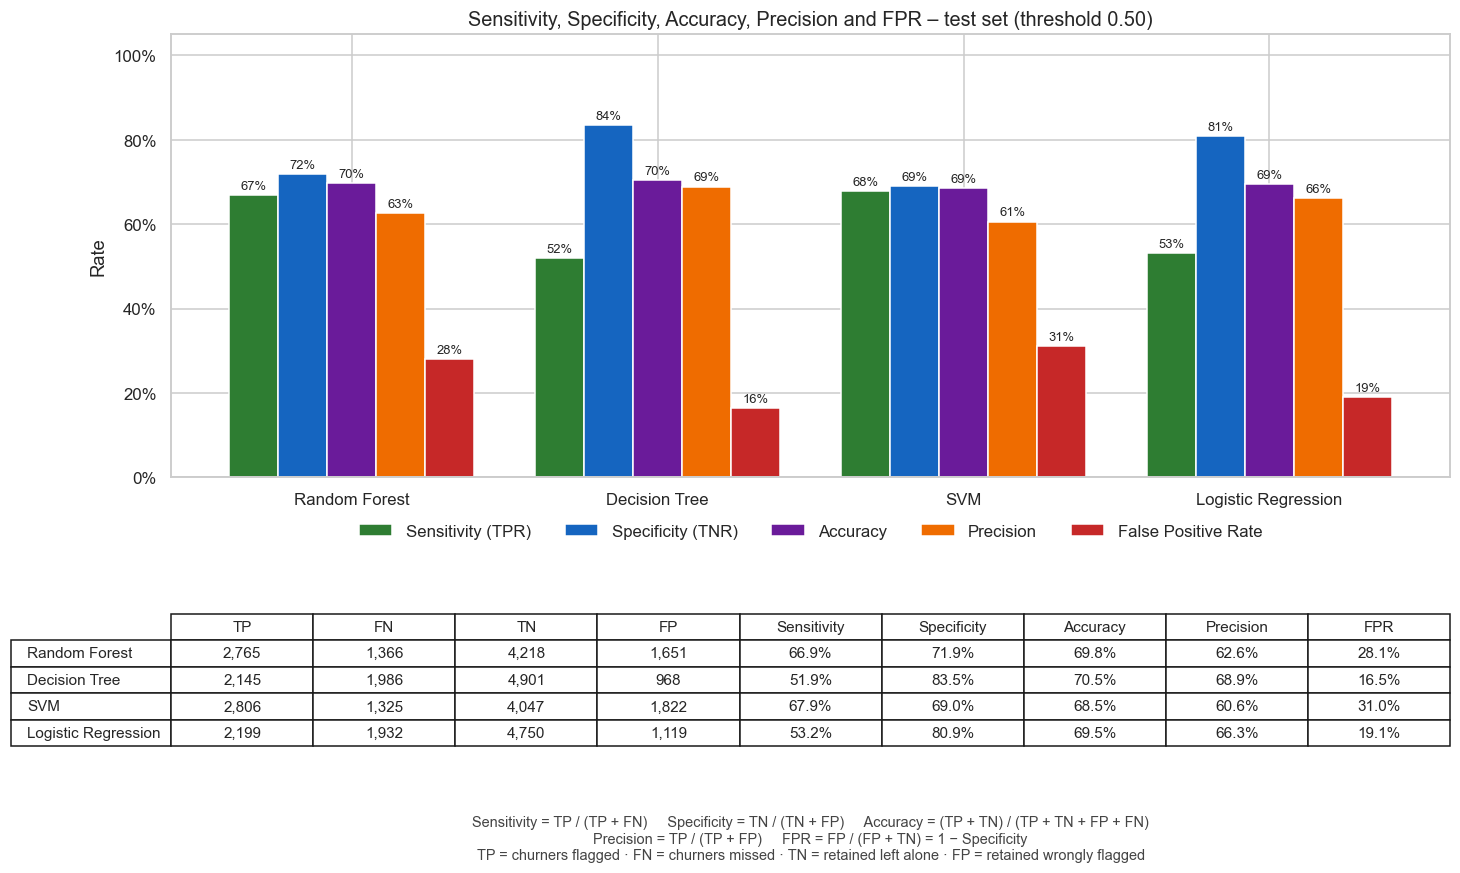 Sensitivity, Specificity, Accuracy, Precision and FPR – test set (threshold 0.50)
100%
80%
60%
40%
20%
0%
Rate
67% 72% 70% 63% 28%
52% 84% 70% 69% 16%
68% 69% 69% 61% 31%
53% 81% 69% 66% 19%
Random Forest Decision Tree SVM Logistic Regression
Sensitivity (TPR) Specificity (TNR) Accuracy Precision False Positive Rate
TP FN TN FP Sensitivity Specificity Accuracy Precision FPR
Random Forest 2,765 1,366 4,218 1,651 66.9% 71.9% 69.8% 62.6% 28.1%
Decision Tree 2,145 1,986 4,901 968 51.9% 83.5% 70.5% 68.9% 16.5%
SVM 2,806 1,325 4,047 1,822 67.9% 69.0% 68.5% 60.6% 31.0%
Logistic Regression 2,199 1,932 4,750 1,119 53.2% 80.9% 69.5% 66.3% 19.1%
Sensitivity = TP / (TP + FN) Specificity = TN / (TN + FP) Accuracy = (TP + TN) / (TP + TN + FP + FN)
Precision = TP / (TP + FP) FPR = FP / (FP + TN) = 1 − Specificity
TP = churners flagged · FN = churners missed · TN = retained left alone · FP = retained wrongly flagged